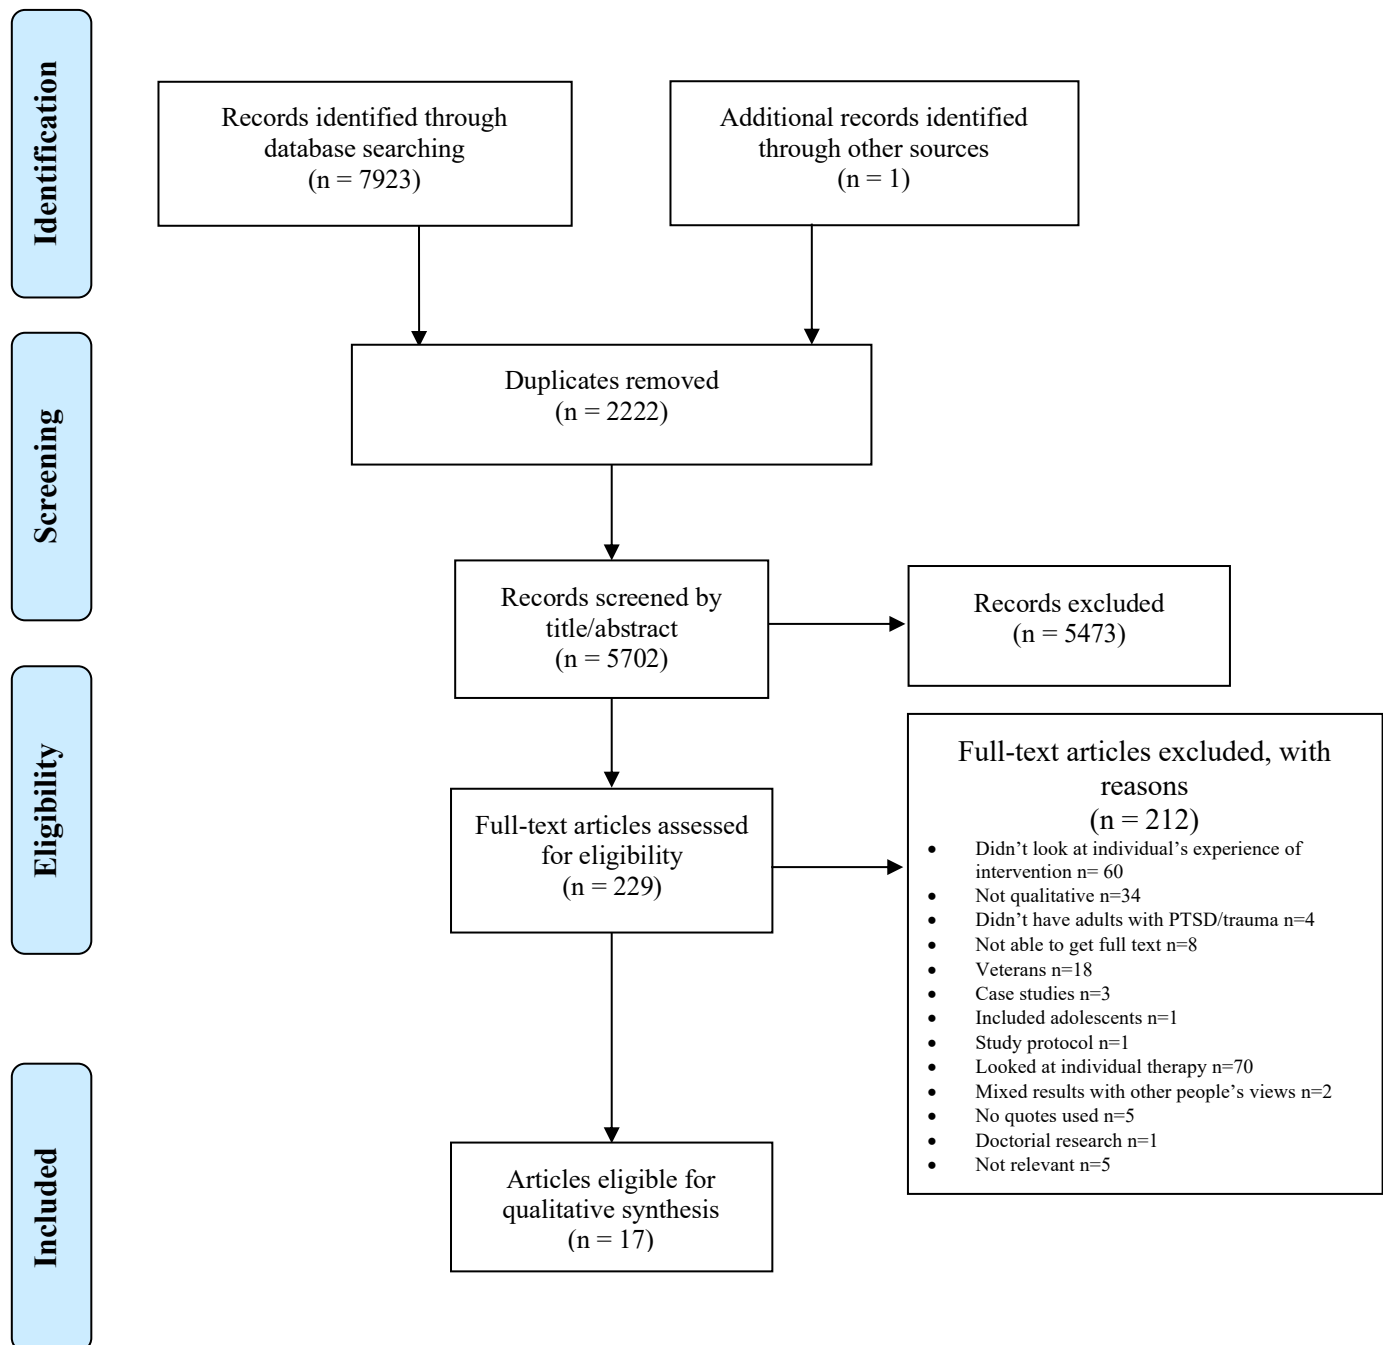 Identification
Records identified through
database searching
(n = 7923)
Additional records identified
through other sources
(n = 1)
Screening
Duplicates removed
(n = 2222)
Records screened by
title/abstract
(n = 5702)
Records excluded
(n = 5473)
Eligibility
Full-text articles assessed
for eligibility
(n = 229)
Full-text articles excluded, with
reasons
(n = 212)
• Didn’t look at individual’s experience of
intervention n= 60
• Not qualitative n=34
• Didn’t have adults with PTSD/trauma n=4
• Not able to get full text n=8
• Veterans n=18
• Case studies n=3
• Included adolescents n=1
• Study protocol n=1
• Looked at individual therapy n=70
• Mixed results with other people’s views n=2
• No quotes used n=5
• Doctorial research n=1
• Not relevant n=5
Included
Articles eligible for
qualitative synthesis
(n = 17)